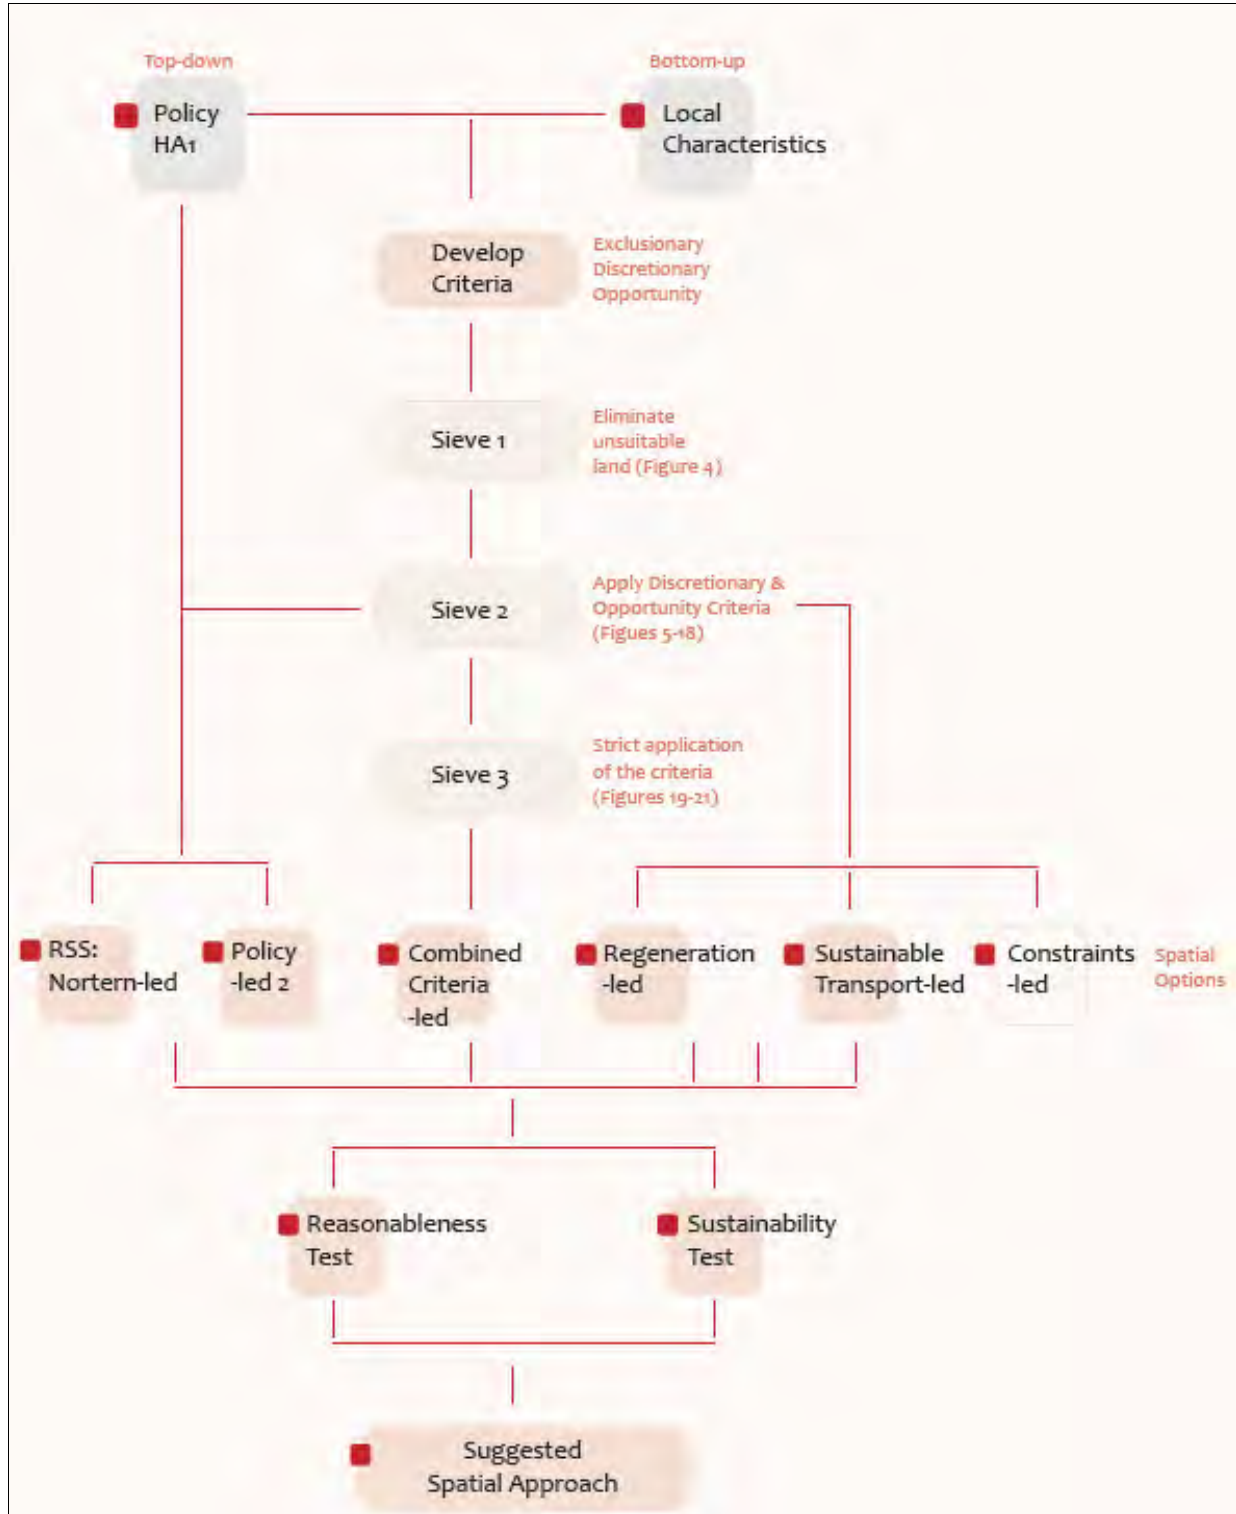 Top-down
Bottom-up
Policy
HA1
Local
Characteristics
Develop
Criteria
Exclusionary
Discretionary
Opportunity
Sieve 1
Eliminate
unsuitable
land (Figure 4)
Sieve 2
Apply Discretionary &
Opportunity Criteria
(Figues 5-18)
Sieve 3
Strict application
of the criteria
(Figures 19-21)
RSS:
Nortern-led
Policy
-led 2
Combined
Criteria
-led
Regeneration
-led
Sustainable
Transport-led
Constraints
-led
Spatial
Options
Reasonableness
Test
Sustainability
Test
Suggested
Spatial Approach